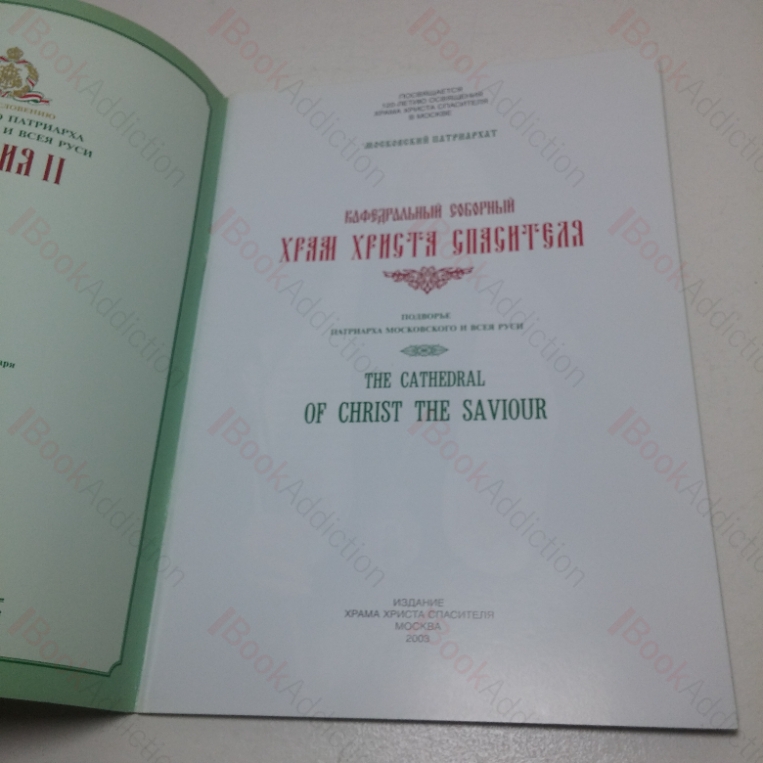 ПАТРИАРХА
И ВСЕЯ РУСИ
II
ПОСВЯЩАЕТСЯ
120-ЛЕТИЮ ОСВЯЩЕНИЯ
ХРАМА ХРИСТА СПАСИТЕЛЯ
В МОСКВЕ
МОСКОВСКИЙ ПАТРИАРХАТ
КАФЕДРАЛЬНЫЙ СОБОРНЫЙ
ХРАМ ХРИСТА СПАСИТЕЛЯ
ПОДВОРЬЕ
ПАТРИАРХА МОСКОВСКОГО И ВСЕЯ РУСИ
THE CATHEDRAL
OF CHRIST THE SAVIOUR
ИЗДАНИЕ
ХРАМА ХРИСТА СПАСИТЕЛЯ
МОСКВА
2003
BookAddiction